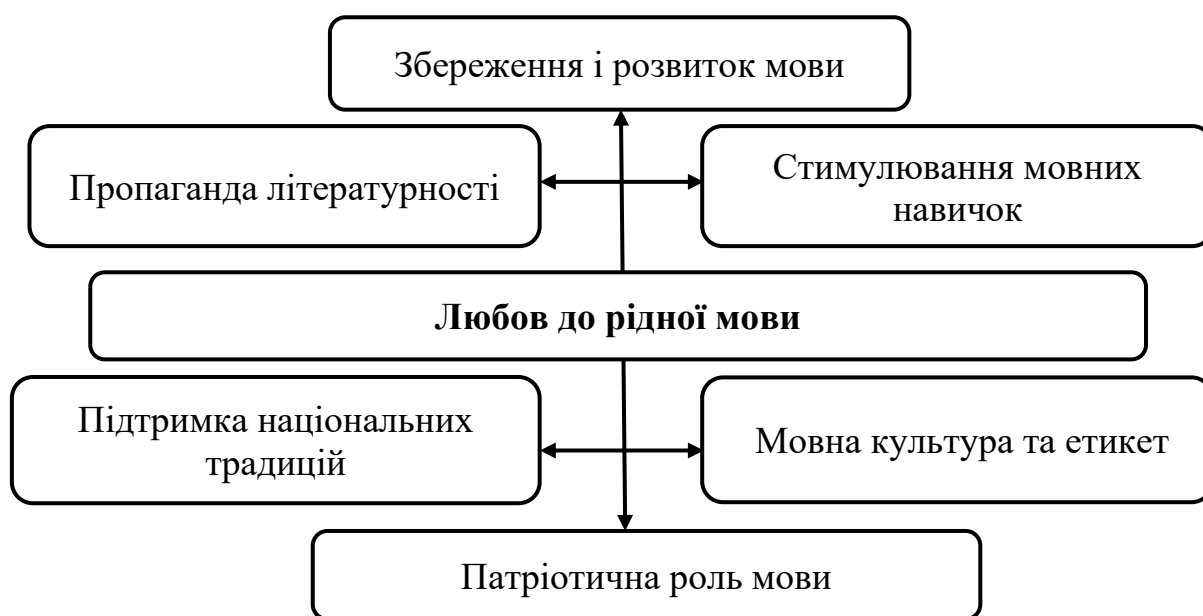 Збереження і розвиток мови
Пропаганда літературності
Стимулювання мовних
навичок
Любов до рідної мови
Підтримка національних
традицій
Мовна культура та етикет
Патріотична роль мови